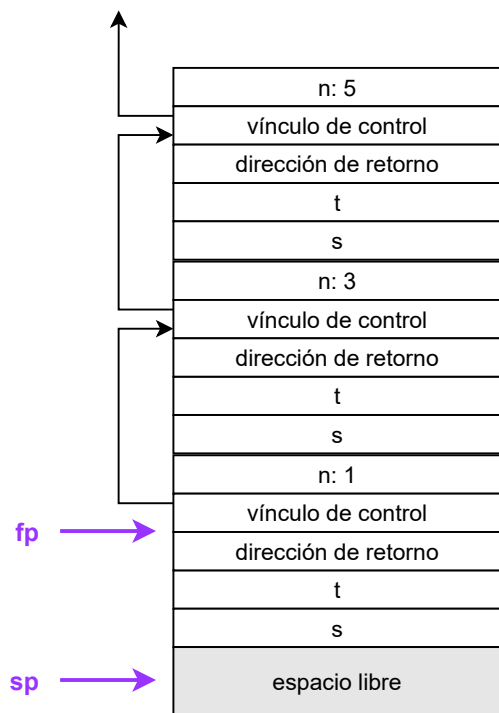 n: 5
vínculo de control
dirección de retorno
t
s
n: 3
vínculo de control
dirección de retorno
t
s
n: 1
vínculo de control
fp
dirección de retorno
t
s
sp
espacio libre